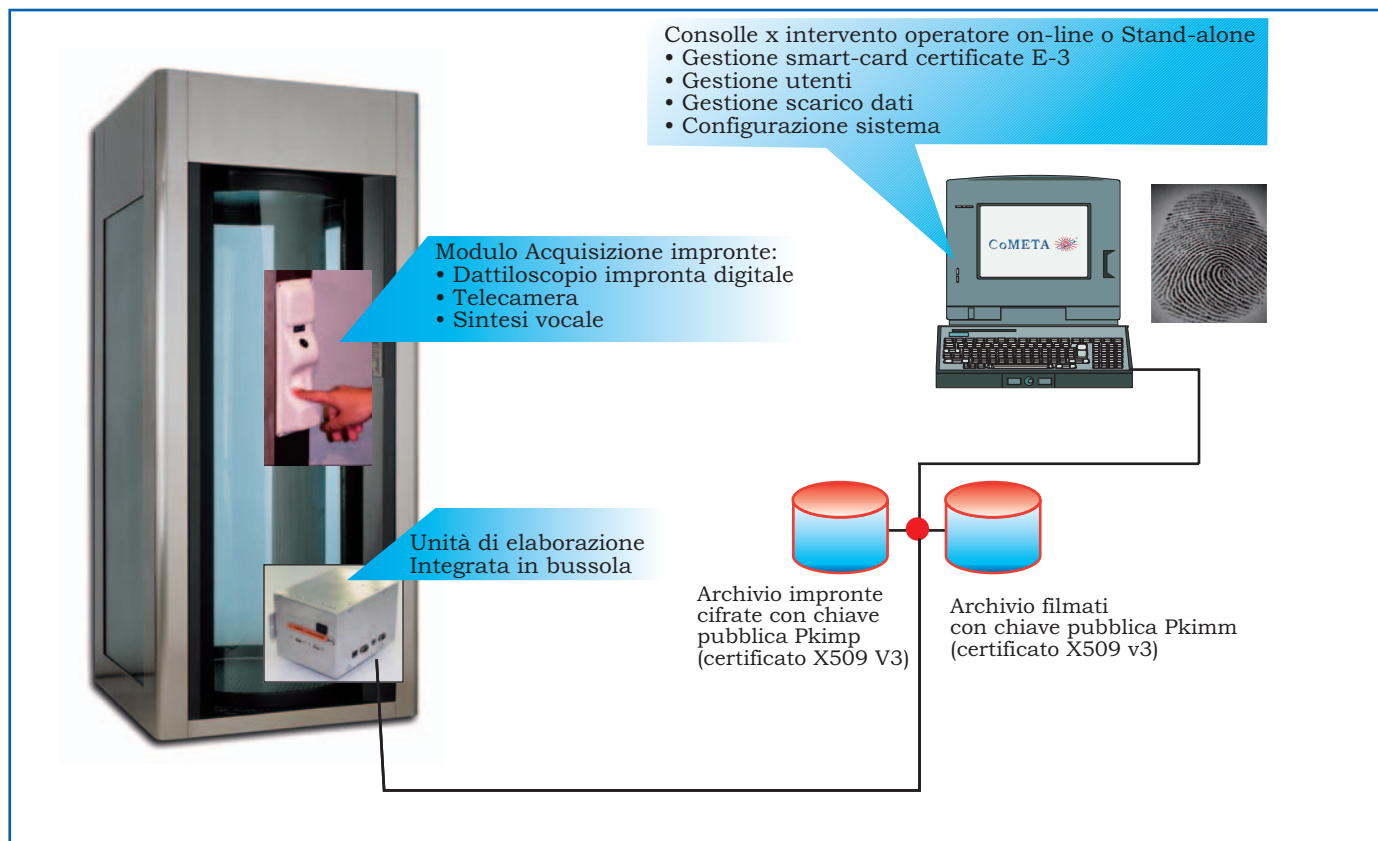 Consolle x intervento operatore on-line o Stand-alone
• Gestione smart-card certificate E-3
• Gestione utenti
• Gestione scarico dati
• Configurazione sistema
CoMETA
Modulo Acquisizione impronte:
• Dattiloscopio impronta digitale
• Telecamera
• Sintesi vocale
Unità di elaborazione
Integrata in bussola
Archivio impronte
cifrate con chiave
pubblica Pkimp
(certificato X509 V3)
Archivio filmati
con chiave pubblica Pkimm
(certificato X509 v3)